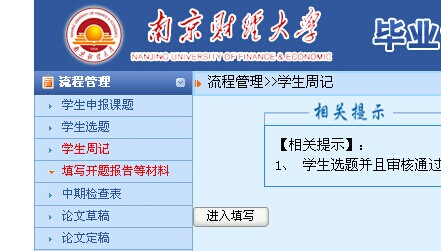 南京财经大学
NANJING UNIVERSITY OF FINANCE & ECONOMIC
毕业
流程管理
流程管理>>学生周记
学生申报课题
学生选题
学生周记
填写开题报告等材料
中期检查表
论文草稿
论文定稿
相关提示
【相关提示】:
1、 学生选题并且审核通过
进入填写